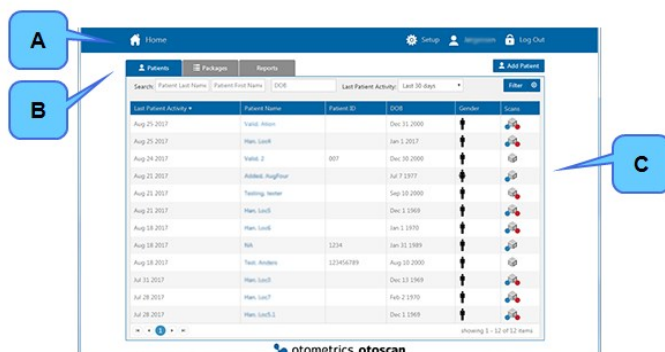 A
Home Setup Log Out
Patients Packages Reports Add Patient
B
Search: Patient Last Name Patient First Name DOB Last Patient Activity: Last 30 days Filter
Last Patient Activity Patient Name Patient ID DOB Gender Scans
Aug 25 2017 Valid, Alton Dec 31 2000
Aug 25 2017 Han, Loc4 Jan 1 2017
C
Aug 24 2017 Valid, 2 007 Dec 30 2000
Aug 21 2017 Added, AugFour Jul 7 1977
Aug 21 2017 Testing, tester Sep 10 2000
Aug 21 2017 Han, Loc5 Dec 1 1969
Aug 18 2017 Han, Loc6 Jan 1 1970
Aug 18 2017 NA 1234 Jan 31 1989
Aug 18 2017 Test, Anders 123456789 Aug 10 2000
Jul 31 2017 Han, Loc3 Dec 13 1969
Jul 28 2017 Han, Loc7 Feb 2 1970
Jul 28 2017 Han, Loc5.1 Dec 1 1969
1 showing 1 - 12 of 12 items
otometrics otoscan